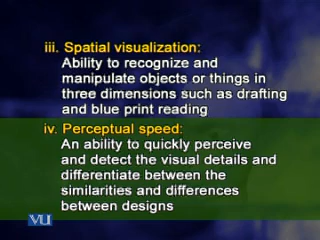 iii. Spatial visualization:
Ability to recognize and
manipulate objects or things in
three dimensions such as drafting
and blue print reading
iv. Perceptual speed:
An ability to quickly perceive
and detect the visual details and
differentiate between the
similarities and differences
between designs
VU